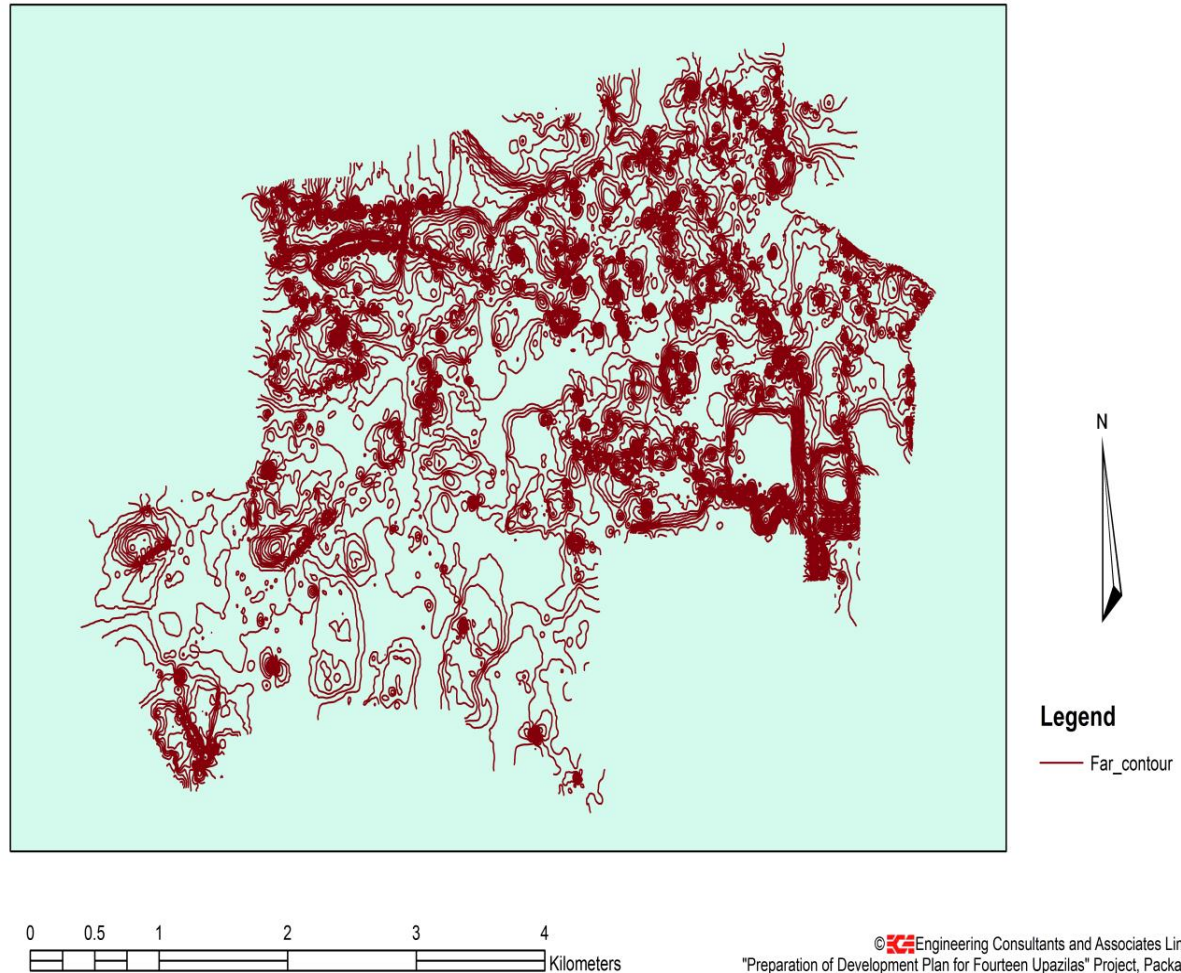 N
Legend
Far_contour
0 0.5 1 2 3 4
Kilometers
© Engineering Consultants and Associates
"Preparation of Development Plan for Fourteen Upazilas" Project,